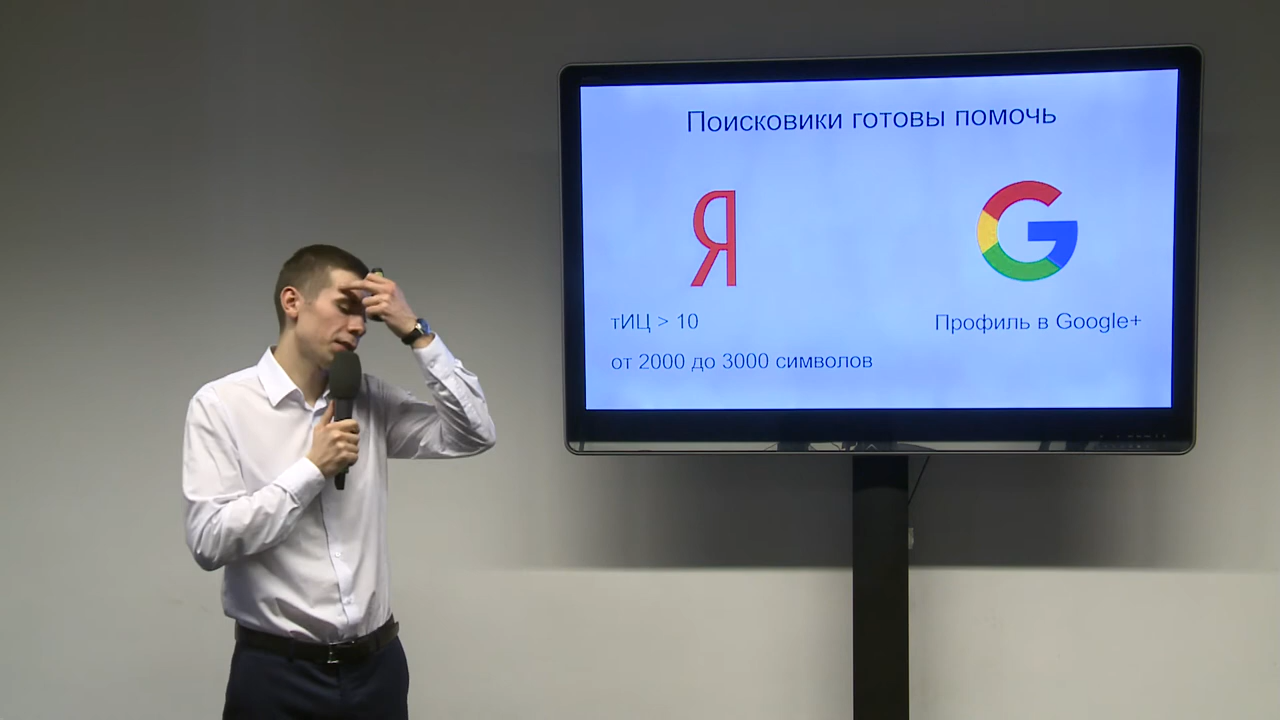 Поисковики готовы помочь
Я
G
тИЦ > 10
Профиль в Google+
от 2000 до 3000 символов